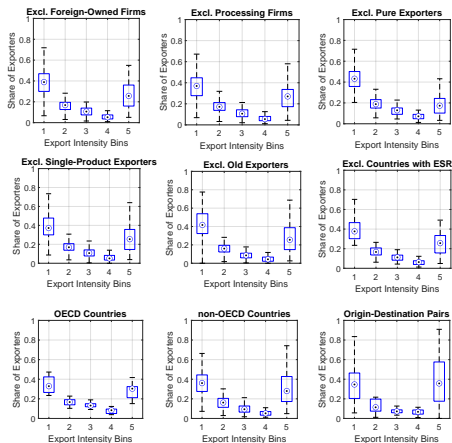 Excl. Foreign-Owned Firms
Share of Exporters
1
0.8
0.6
0.4
0.2
0
1 2 3 4 5
Export Intensity Bins
Excl. Processing Firms
Share of Exporters
1
0.8
0.6
0.4
0.2
0
1 2 3 4 5
Export Intensity Bins
Excl. Pure Exporters
Share of Exporters
1
0.8
0.6
0.4
0.2
0
1 2 3 4 5
Export Intensity Bins
Excl. Single-Product Exporters
Share of Exporters
1
0.8
0.6
0.4
0.2
0
1 2 3 4 5
Export Intensity Bins
Excl. Old Exporters
Share of Exporters
1
0.8
0.6
0.4
0.2
0
1 2 3 4 5
Export Intensity Bins
Excl. Countries with ESR
Share of Exporters
1
0.8
0.6
0.4
0.2
0
1 2 3 4 5
Export Intensity Bins
OECD Countries
Share of Exporters
1
0.8
0.6
0.4
0.2
0
1 2 3 4 5
Export Intensity Bins
non-OECD Countries
Share of Exporters
1
0.8
0.6
0.4
0.2
0
1 2 3 4 5
Export Intensity Bins
Origin-Destination Pairs
Share of Exporters
1
0.8
0.6
0.4
0.2
0
1 2 3 4 5
Export Intensity Bins